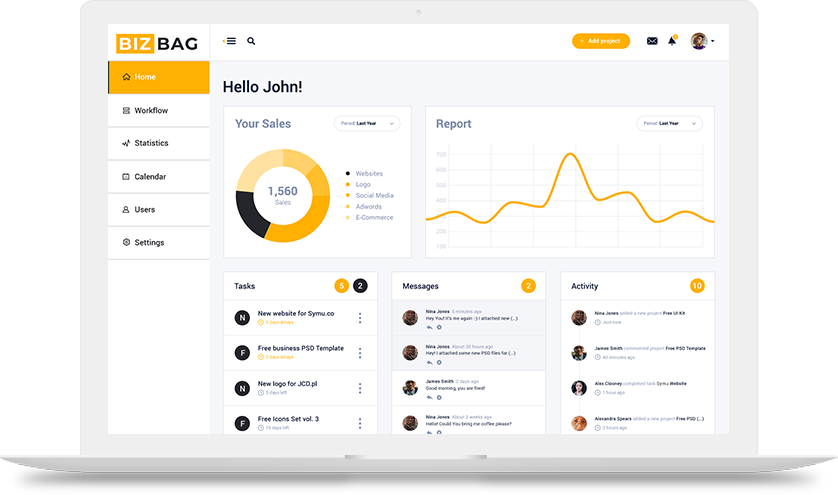 BIZ BAG
+ Add project
Home
Workflow
Statistics
Calendar
Users
Settings
Hello John!
Your Sales
Period: Last Year
1,560
Sales
Websites
Logo
Social Media
Adwords
E-Commerce
Report
Period: Last Year
700
600
500
400
300
200
100
Tasks
5
2
N
New website for Symu.co
5 days delays
F
Free business PSD Template
2 days delays
N
New logo for JCD.pl
5 days left
F
Free Icons Set vol. 3
10 days left
Messages
2
Nina Jones 5 minutes ago
Hey You! It's me again :-) I attached new (...)
Nina Jones About 20 hours ago
Hey! I attached some new PSD files for (...)
James Smith 2 days ago
Good morning, you are fired!
Nina Jones About 2 weeks ago
Hello! Could You bring me coffee please?
Activity
10
Nina Jones added a new project Free UI Kit
Just now
James Smith commented project Free PSD Template
40 minutes ago
Alex Clooney completed task Symu Website
1 hour ago
Alexandra Spears added a new project Free PSD (...)
3 hours ago